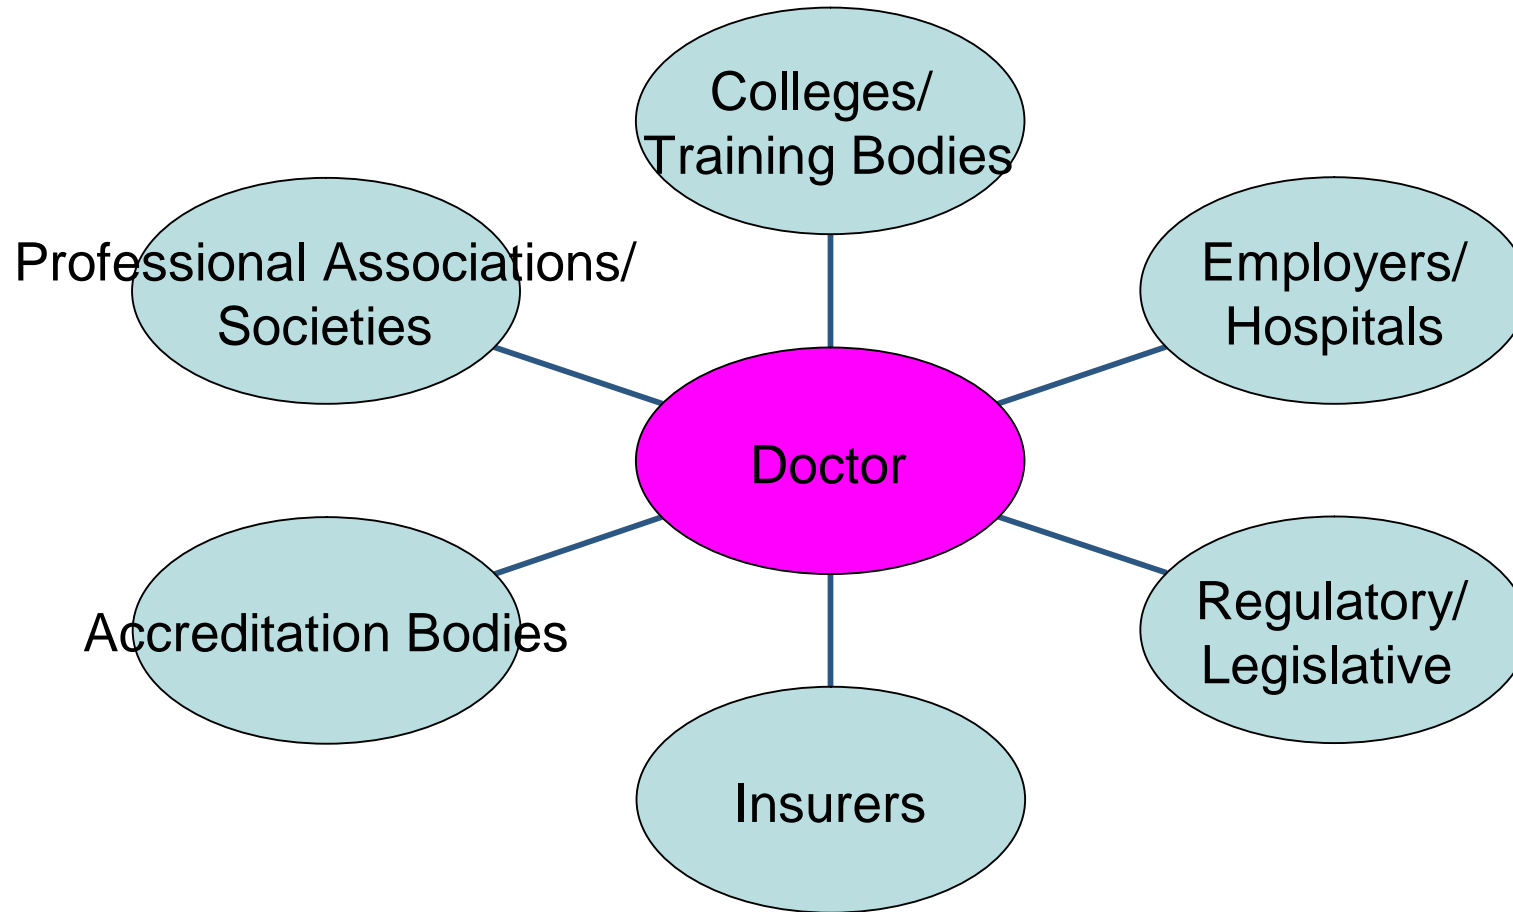 Colleges/
Training Bodies
Professional Associations/
Societies
Employers/
Hospitals
Doctor
Accreditation Bodies
Regulatory/
Legislative
Insurers